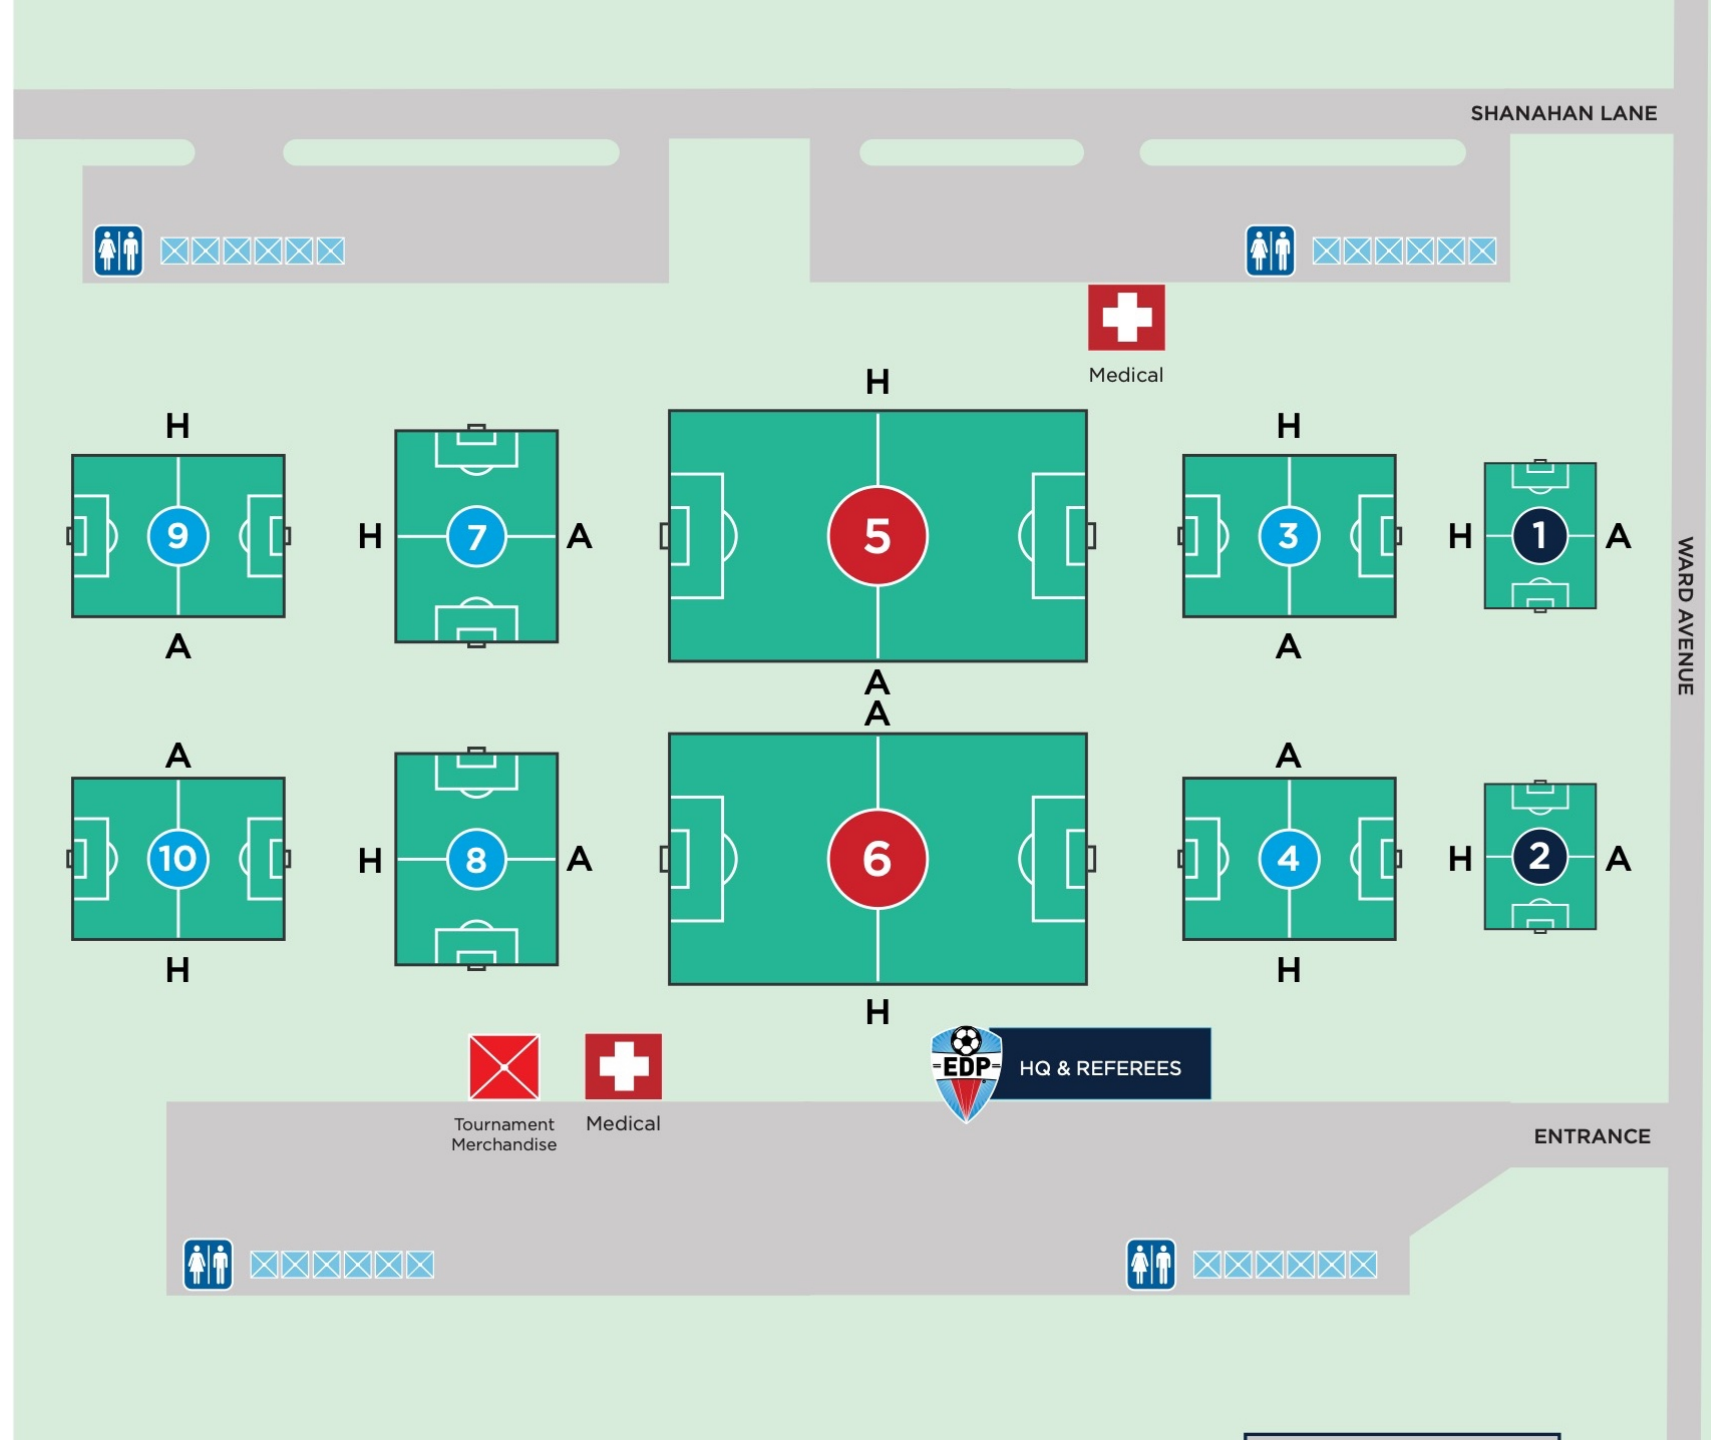 SHANAHAN LANE
Medical
H
H
H
9
H
7
A
5
3
H
1
A
WARD AVENUE
A
A
A
A
A
A
10
H
8
A
6
4
H
2
A
H
H
H
EDP
HQ & REFEREES
Tournament
Merchandise
Medical
ENTRANCE